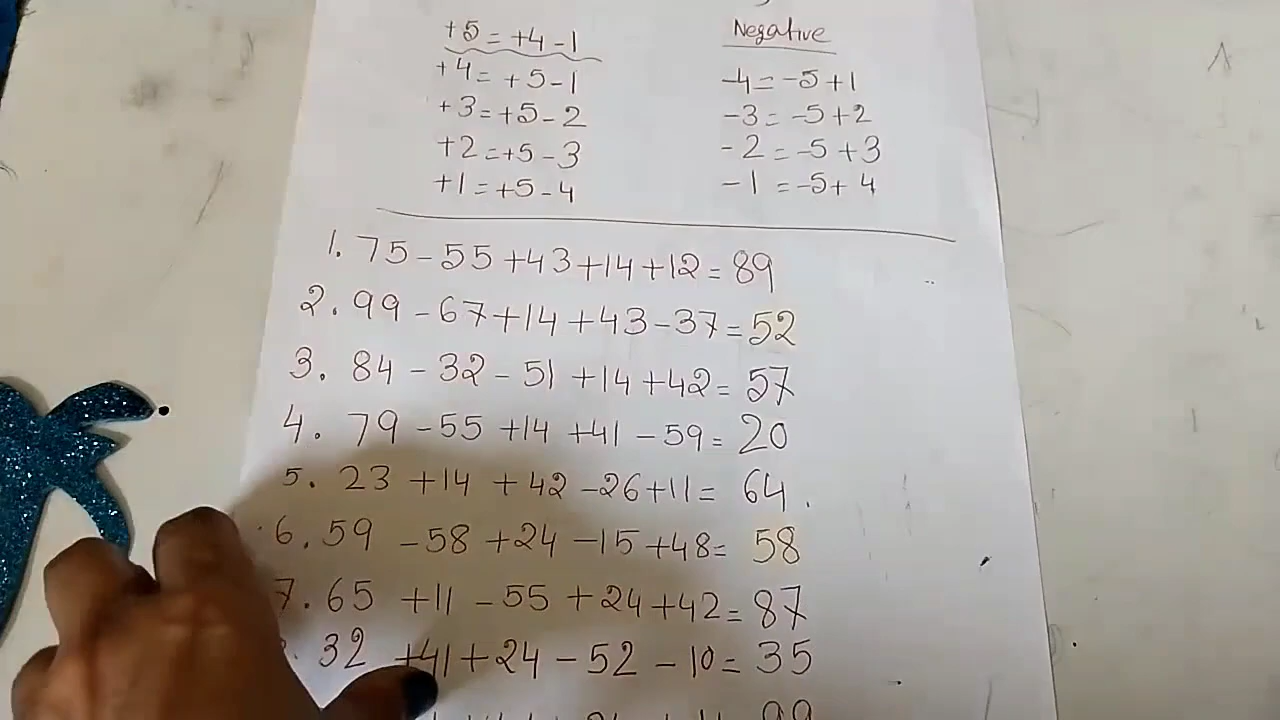 +5 = +4 - 1
+4 = +5 - 1
+3 = +5 - 2
+2 = +5 - 3
+1 = +5 - 4
Negative
-4 = -5 + 1
-3 = -5 + 2
-2 = -5 + 3
-1 = -5 + 4
1. 75 - 55 + 43 + 14 + 12 = 89
2. 99 - 67 + 14 + 43 - 37 = 52
3. 84 - 32 - 51 + 14 + 42 = 57
4. 79 - 55 + 14 + 41 - 59 = 20
5. 23 + 14 + 42 - 26 + 11 = 64.
6. 59 - 58 + 24 - 15 + 48 = 58
7. 65 + 11 - 55 + 24 + 42 = 87
32 + 41 + 24 - 52 - 10 = 35